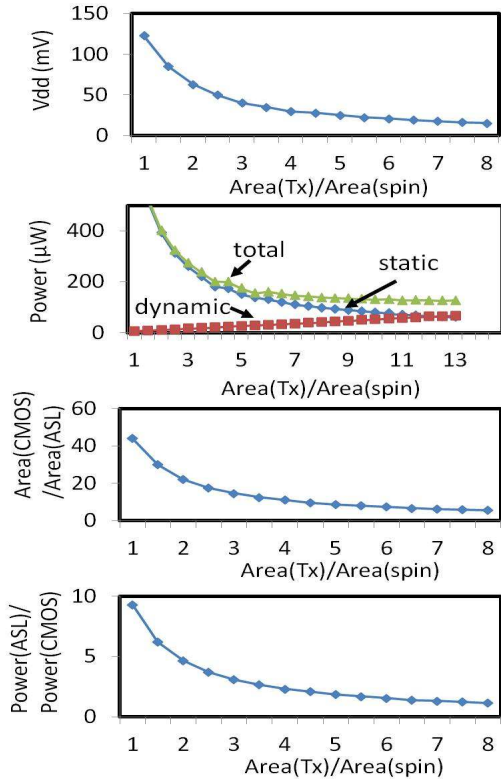 150
100
50
0
Vdd (mV)
1 2 3 4 5 6 7 8
Area(Tx)/Area(spin)
400
200
0
Power (µW)
total
static
dynamic
1 3 5 7 9 11 13
Area(Tx)/Area(spin)
60
40
20
0
Area(CMOS)
/Area(ASL)
1 2 3 4 5 6 7 8
Area(Tx)/Area(spin)
10
5
0
Power(ASL)/
Power(CMOS)
1 2 3 4 5 6 7 8
Area(Tx)/Area(spin)